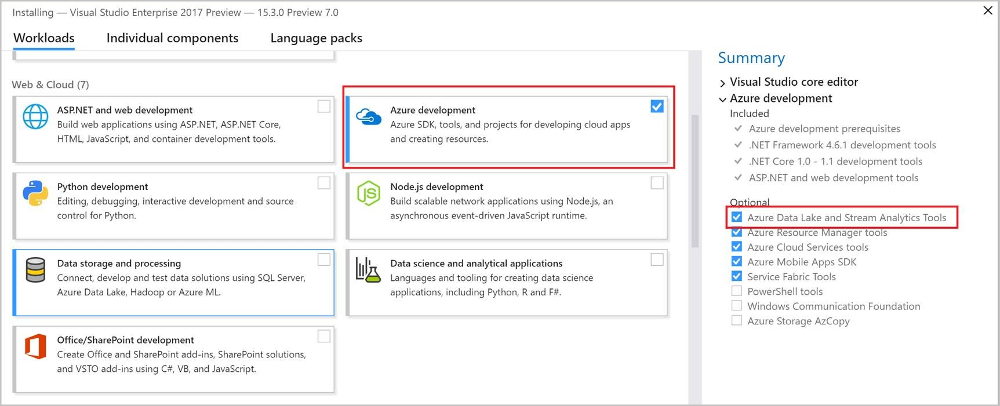 Installing — Visual Studio Enterprise 2017 Preview — 15.3.0 Preview 7.0
Workloads
Individual components
Language packs
Web & Cloud (7)
ASP.NET and web development
Build web applications using ASP.NET, ASP.NET Core,
HTML, JavaScript, and container development tools.
Azure development
Azure SDK, tools, and projects for developing cloud apps
and creating resources.
Python development
Editing, debugging, interactive development and source
control for Python.
Node.js development
Build scalable network applications using Node.js, an
asynchronous event-driven JavaScript runtime.
Data storage and processing
Connect, develop and test data solutions using SQL Server,
Azure Data Lake, Hadoop or Azure ML.
Data science and analytical applications
Languages and tooling for creating data science
applications, including Python, R and F#.
Office/SharePoint development
Create Office and SharePoint add-ins, SharePoint solutions,
and VSTO add-ins using C#, VB, and JavaScript.
Summary
Visual Studio core editor
Azure development
Included
Azure development prerequisites
.NET Framework 4.6.1 development tools
.NET Core 1.0 - 1.1 development tools
ASP.NET and web development tools
Optional
Azure Data Lake and Stream Analytics Tools
Azure Resource Manager tools
Azure Cloud Services tools
Azure Mobile Apps SDK
Service Fabric Tools
PowerShell tools
Windows Communication Foundation
Azure Storage AzCopy